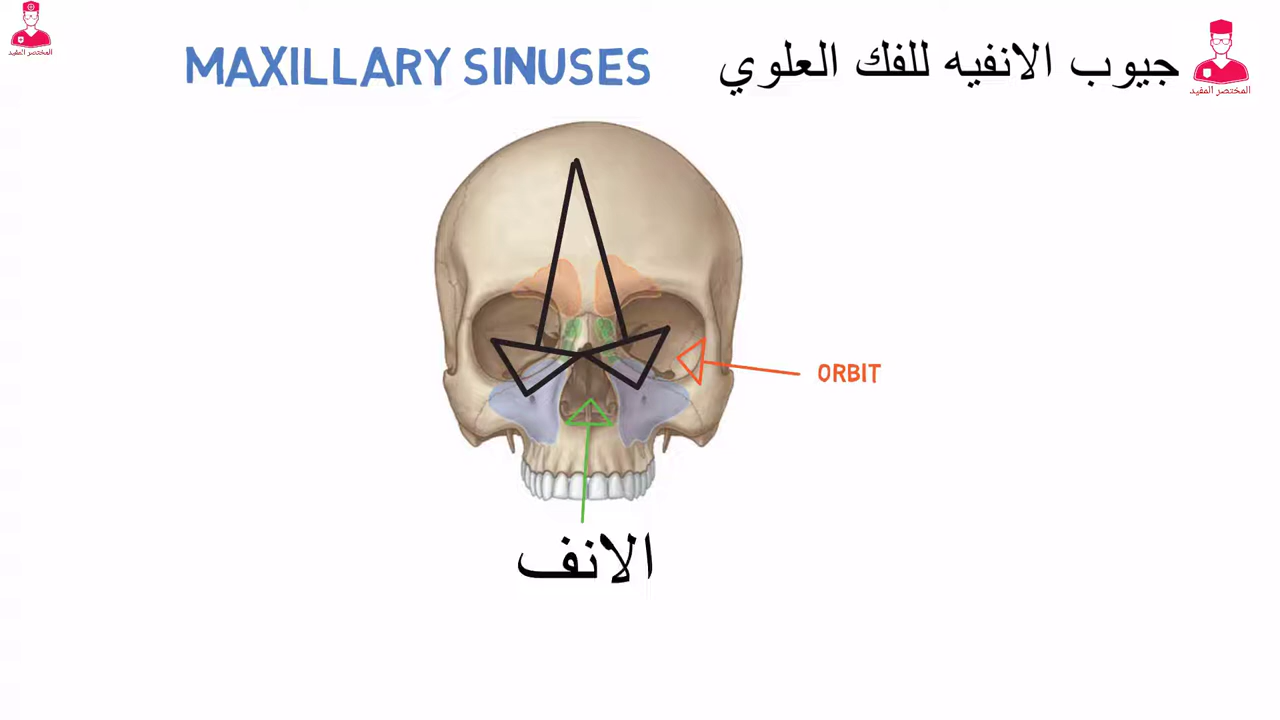 المختصر المفيد
MAXILLARY SINUSES
جيوب الانفيه للفك العلوي
المختصر المفيد
ORBIT
الانف